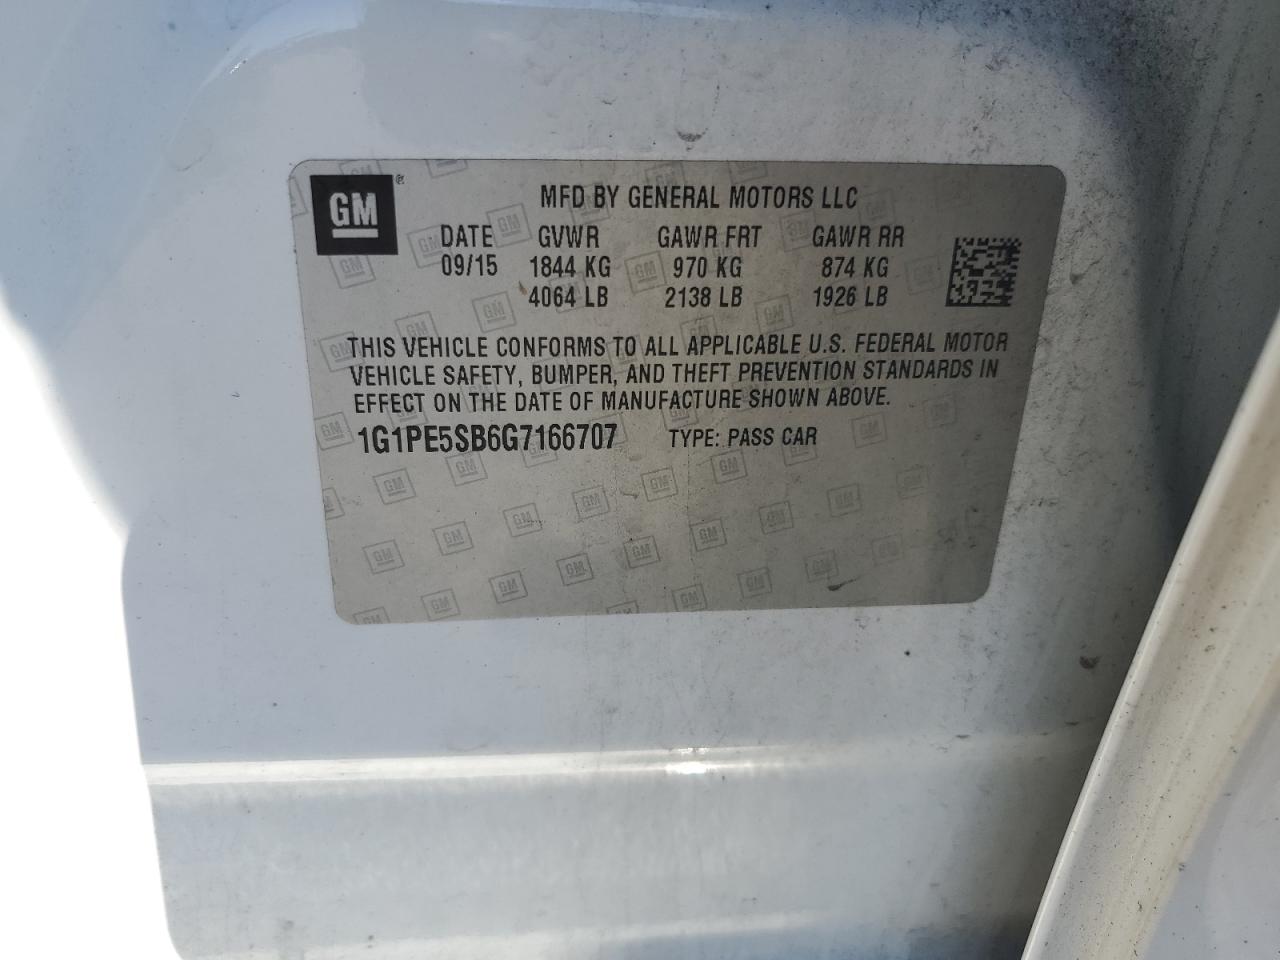 GM
MFD BY GENERAL MOTORS LLC
DATE GVWR GAWR FRT GAWR RR
09/15 1844 KG 970 KG 874 KG
4064 LB 2138 LB 1926 LB
THIS VEHICLE CONFORMS TO ALL APPLICABLE U.S. FEDERAL MOTOR
VEHICLE SAFETY, BUMPER, AND THEFT PREVENTION STANDARDS IN
EFFECT ON THE DATE OF MANUFACTURE SHOWN ABOVE.
1G1PE5SB6G7166707 TYPE: PASS CAR